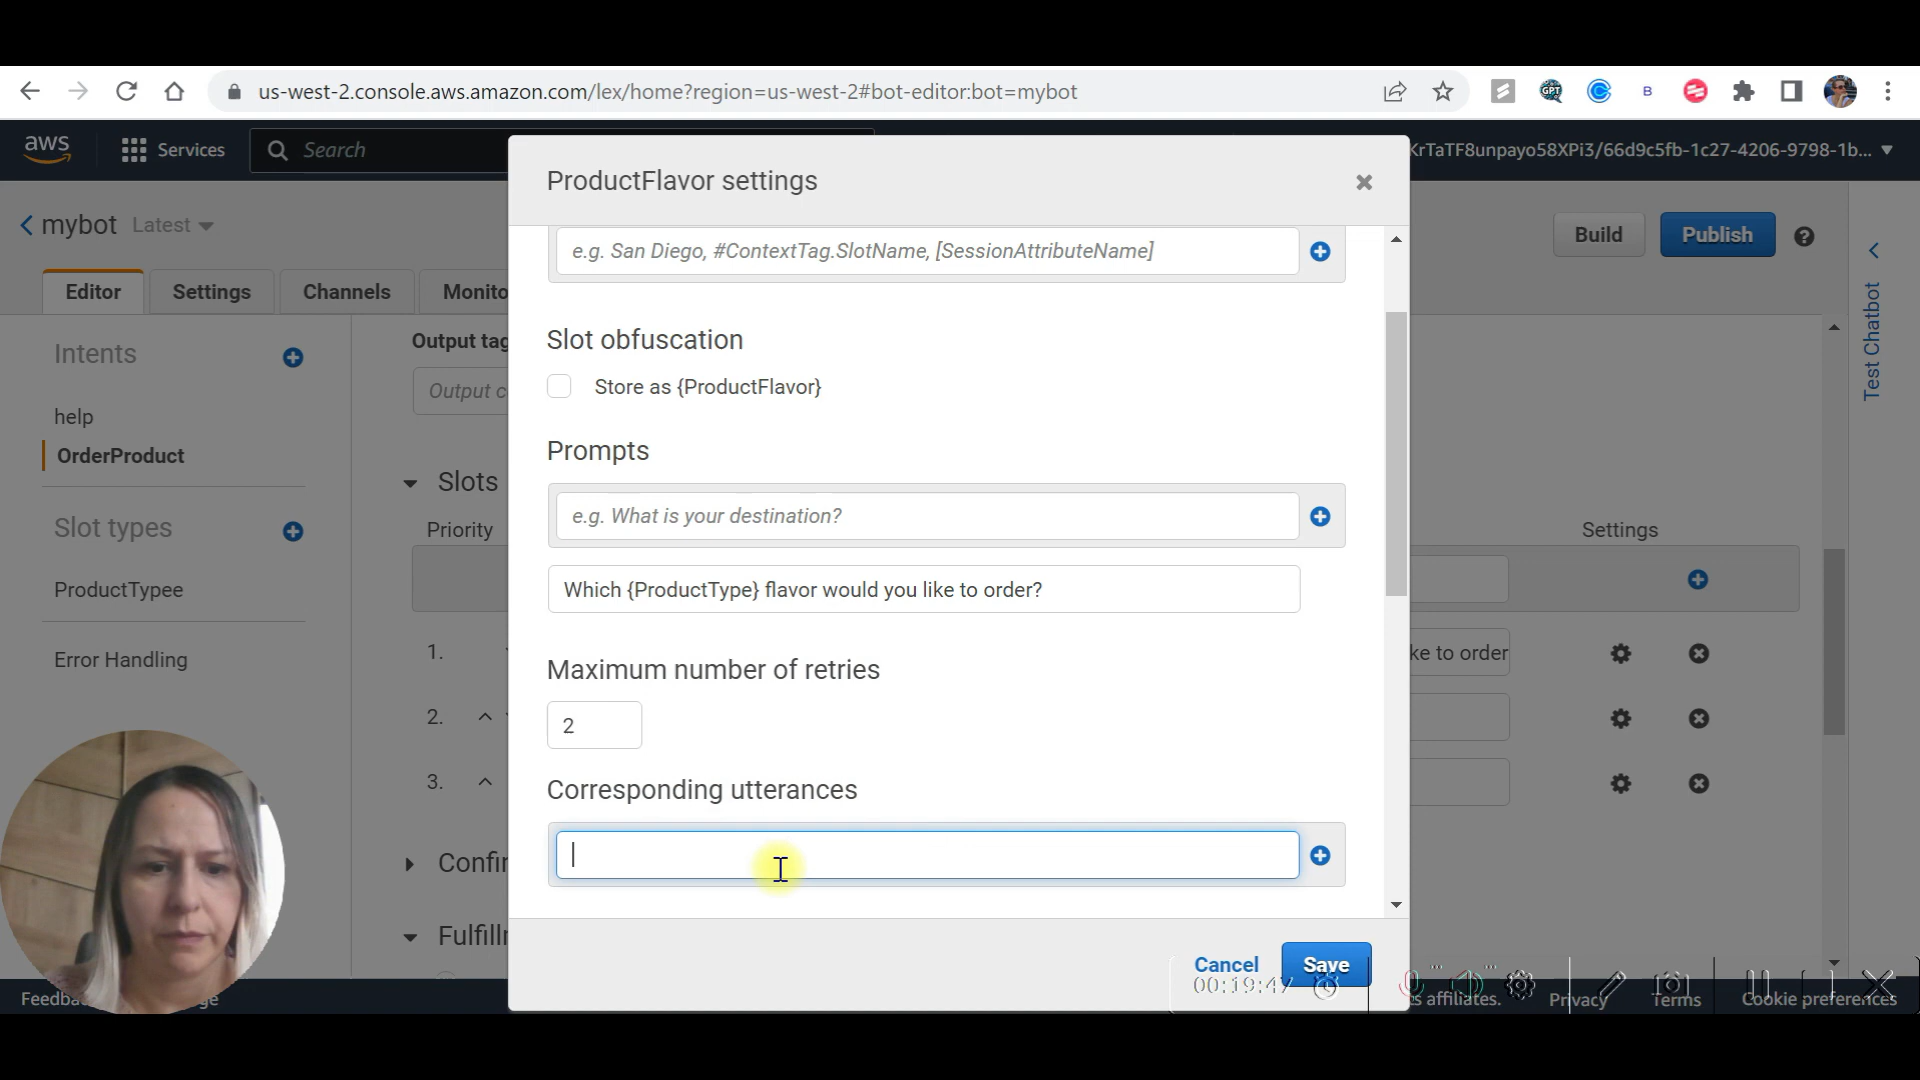 us-west-2.console.aws.amazon.com/lex/home?region=us-west-2#bot-editor:bot=mybot
GPT
B
aws
Services
Search
KrTaTF8unpayo58XPi3/66d9c5fb-1c27-4206-9798-1b...
ProductFlavor settings
mybot Latest
Build
Publish
e.g. San Diego, #ContextTag.SlotName, [SessionAttributeName]
Editor
Settings
Channels
Monito
Test Chatbot
Slot obfuscation
Output tag
Intents
Store as {ProductFlavor}
Output c
help
Prompts
OrderProduct
Slots
e.g. What is your destination?
Slot types
Priority
Settings
ProductTypee
Which {ProductType} flavor would you like to order?
Error Handling
1.
ke to order
Maximum number of retries
2.
2
3.
Corresponding utterances
Confir
Fulfill
Cancel
Save
00:19:47
Feedba
ge
s affiliates.
Privacy
Terms
Cookie preferences